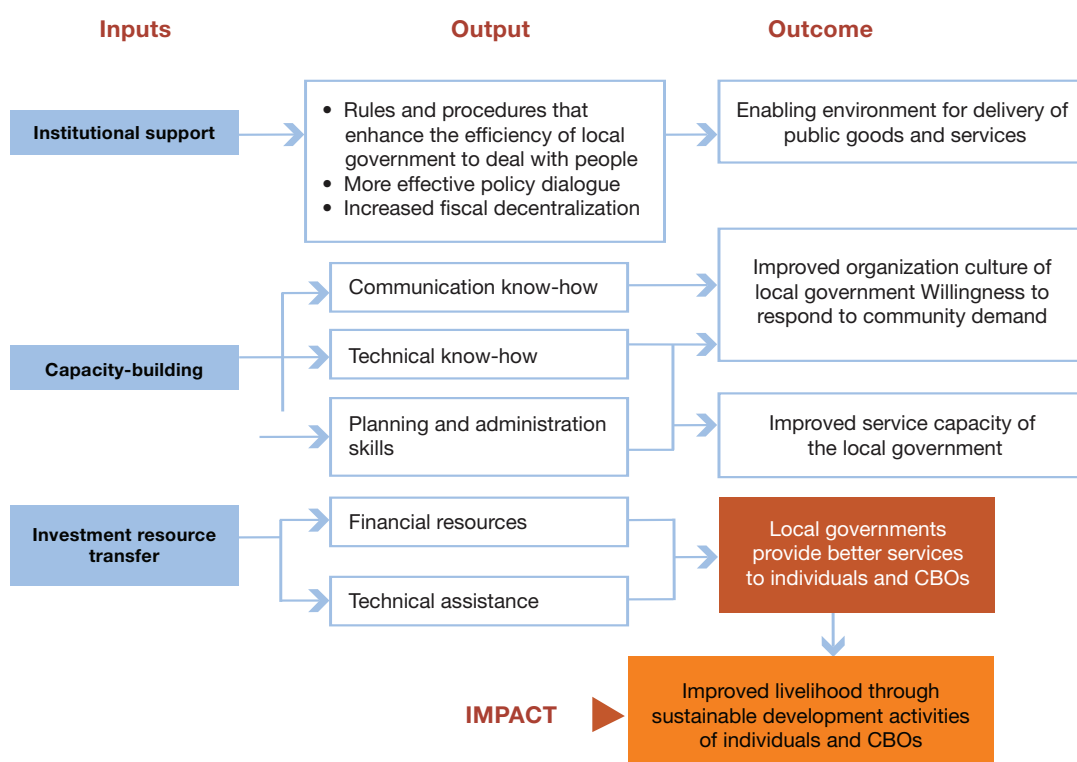 Inputs
Output
Outcome
Institutional support
• Rules and procedures that
enhance the efficiency of local
government to deal with people
• More effective policy dialogue
• Increased fiscal decentralization
Enabling environment for delivery of
public goods and services
Capacity-building
Communication know-how
Technical know-how
Planning and administration
skills
Improved organization culture of
local government Willingness to
respond to community demand
Improved service capacity of
the local government
Investment resource
transfer
Financial resources
Technical assistance
Local governments
provide better services
to individuals and CBOs
IMPACT
Improved livelihood through
sustainable development activities
of individuals and CBOs